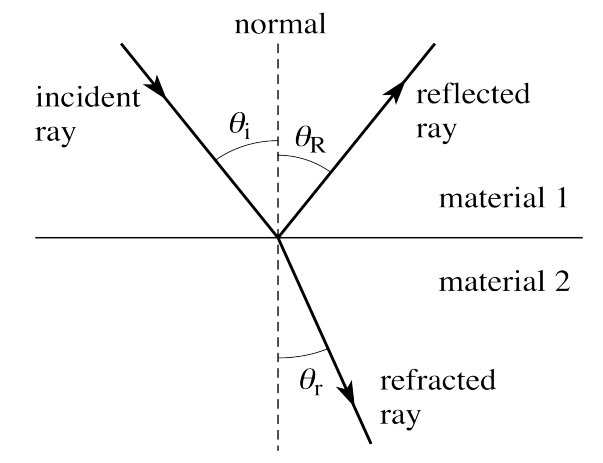 normal
incident
ray
θi
θR
reflected
ray
material 1
material 2
θr
refracted
ray